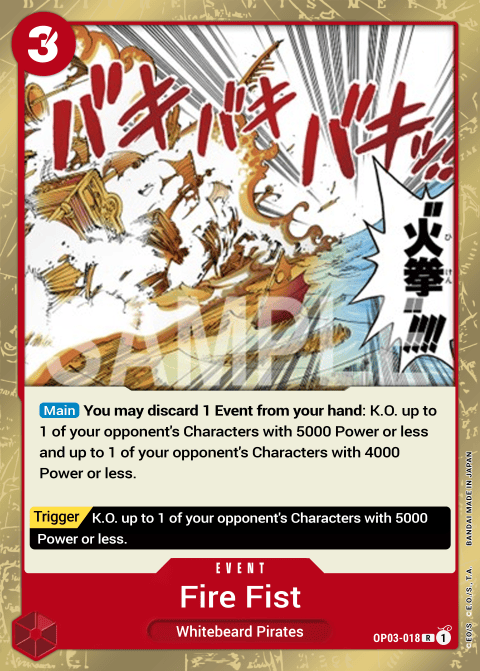 3
バキ
バキ
バキッ!!
"火拳"!!!!
ひ
けん
SAMPLE
Main You may discard 1 Event from your hand: K.O. up to
1 of your opponent's Characters with 5000 Power or less
and up to 1 of your opponent's Characters with 4000
Power or less.
Trigger K.O. up to 1 of your opponent's Characters with 5000
Power or less.
EVENT
Fire Fist
Whitebeard Pirates
OP03-018 R 1
©E.O/S. ©E.O./S.,T.A. BANDAI MADE IN JAPAN